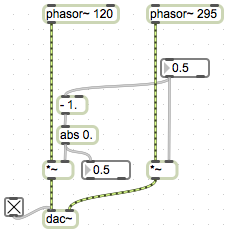 phasor~ 120
phasor~ 295
0.5
- 1.
abs 0.
*~
0.5
*~
dac~